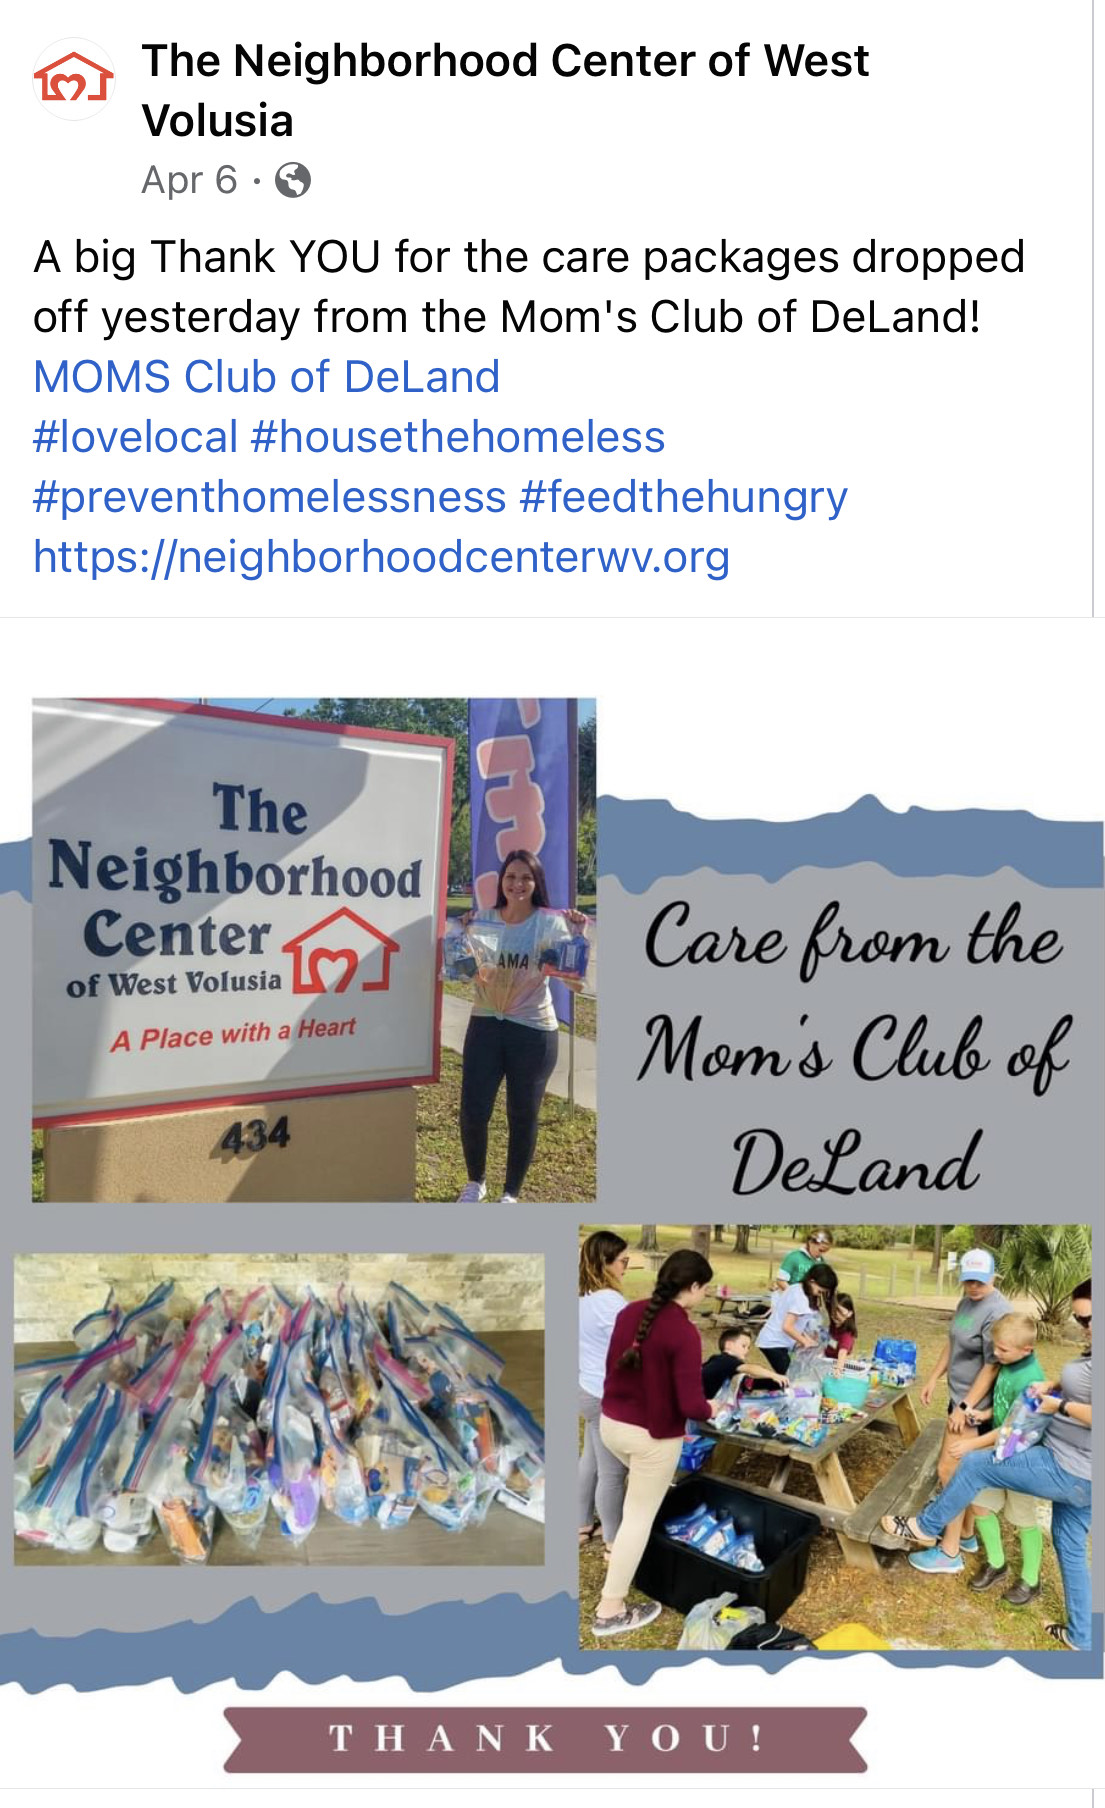 The Neighborhood Center of West
Volusia
Apr 6 ·
A big Thank YOU for the care packages dropped
off yesterday from the Mom's Club of DeLand!
MOMS Club of DeLand
#lovelocal #housethehomeless
#preventhomelessness #feedthehungry
https://neighborhoodcenterwv.org
The
Neighborhood
Center
of West Volusia
A Place with a Heart
434
AMA
Care from the
Mom's Club of
DeLand
THANK YOU!